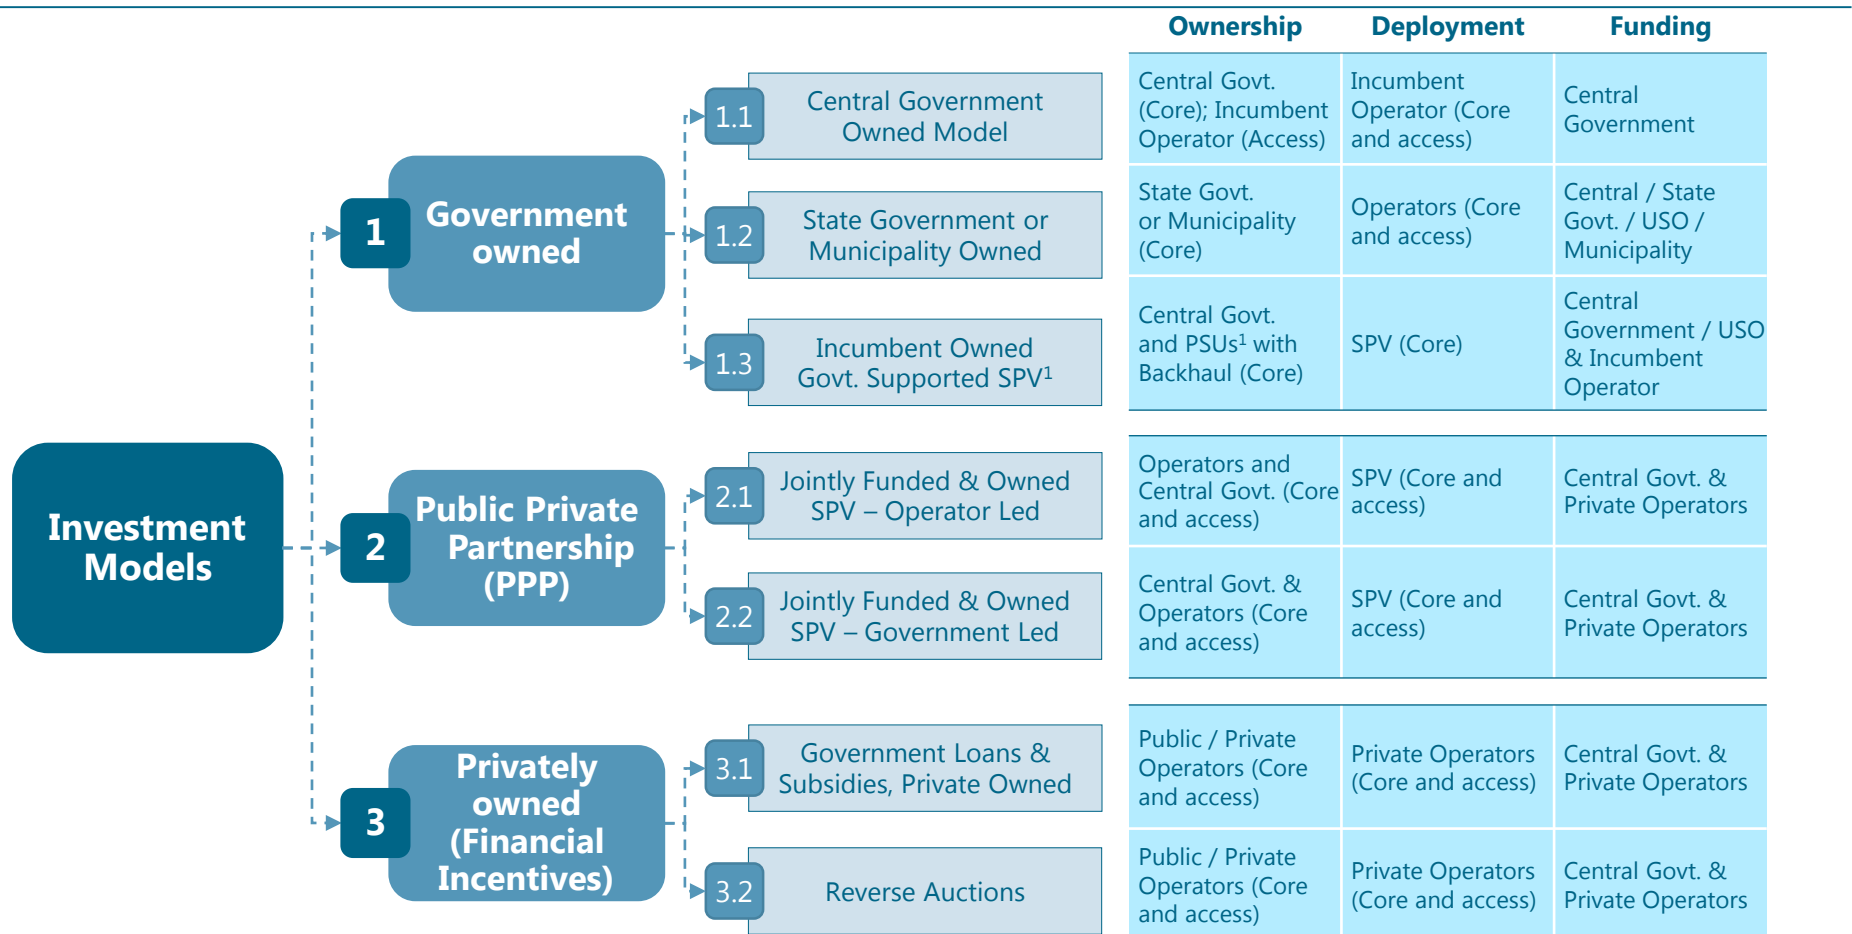 Ownership
Deployment
Funding
Investment
Models
1
Government
owned
1.1
Central Government
Owned Model
Central Govt.
(Core); Incumbent
Operator (Access)
Incumbent
Operator (Core
and access)
Central
Government
1.2
State Government or
Municipality Owned
State Govt.
or Municipality
(Core)
Operators (Core
and access)
Central / State
Govt. / USO /
Municipality
1.3
Incumbent Owned
Govt. Supported SPV¹
Central Govt.
and PSUs¹ with
Backhaul (Core)
SPV (Core)
Central
Government / USO
& Incumbent
Operator
2
Public Private
Partnership
(PPP)
2.1
Jointly Funded & Owned
SPV – Operator Led
Operators and
Central Govt. (Core
and access)
SPV (Core and
access)
Central Govt. &
Private Operators
2.2
Jointly Funded & Owned
SPV – Government Led
Central Govt. &
Operators (Core
and access)
SPV (Core and
access)
Central Govt. &
Private Operators
3
Privately
owned
(Financial
Incentives)
3.1
Government Loans &
Subsidies, Private Owned
Public / Private
Operators (Core
and access)
Private Operators
(Core and access)
Central Govt. &
Private Operators
3.2
Reverse Auctions
Public / Private
Operators (Core
and access)
Private Operators
(Core and access)
Central Govt. &
Private Operators